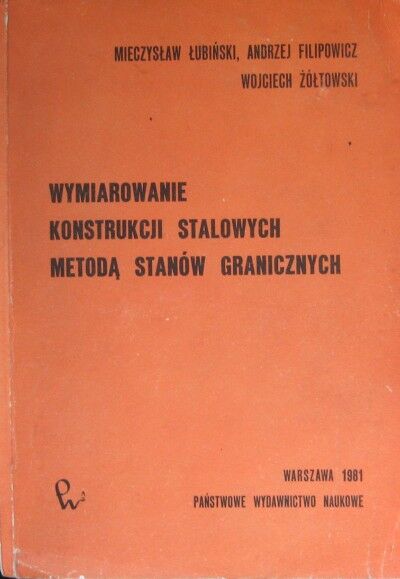 MIECZYSŁAW ŁUBIŃSKI, ANDRZEJ FILIPOWICZ
WOJCIECH ŻÓŁTOWSKI
WYMIAROWANIE
KONSTRUKCJI STALOWYCH
METODĄ STANÓW GRANICZNYCH
WARSZAWA 1981
PAŃSTWOWE WYDAWNICTWO NAUKOWE